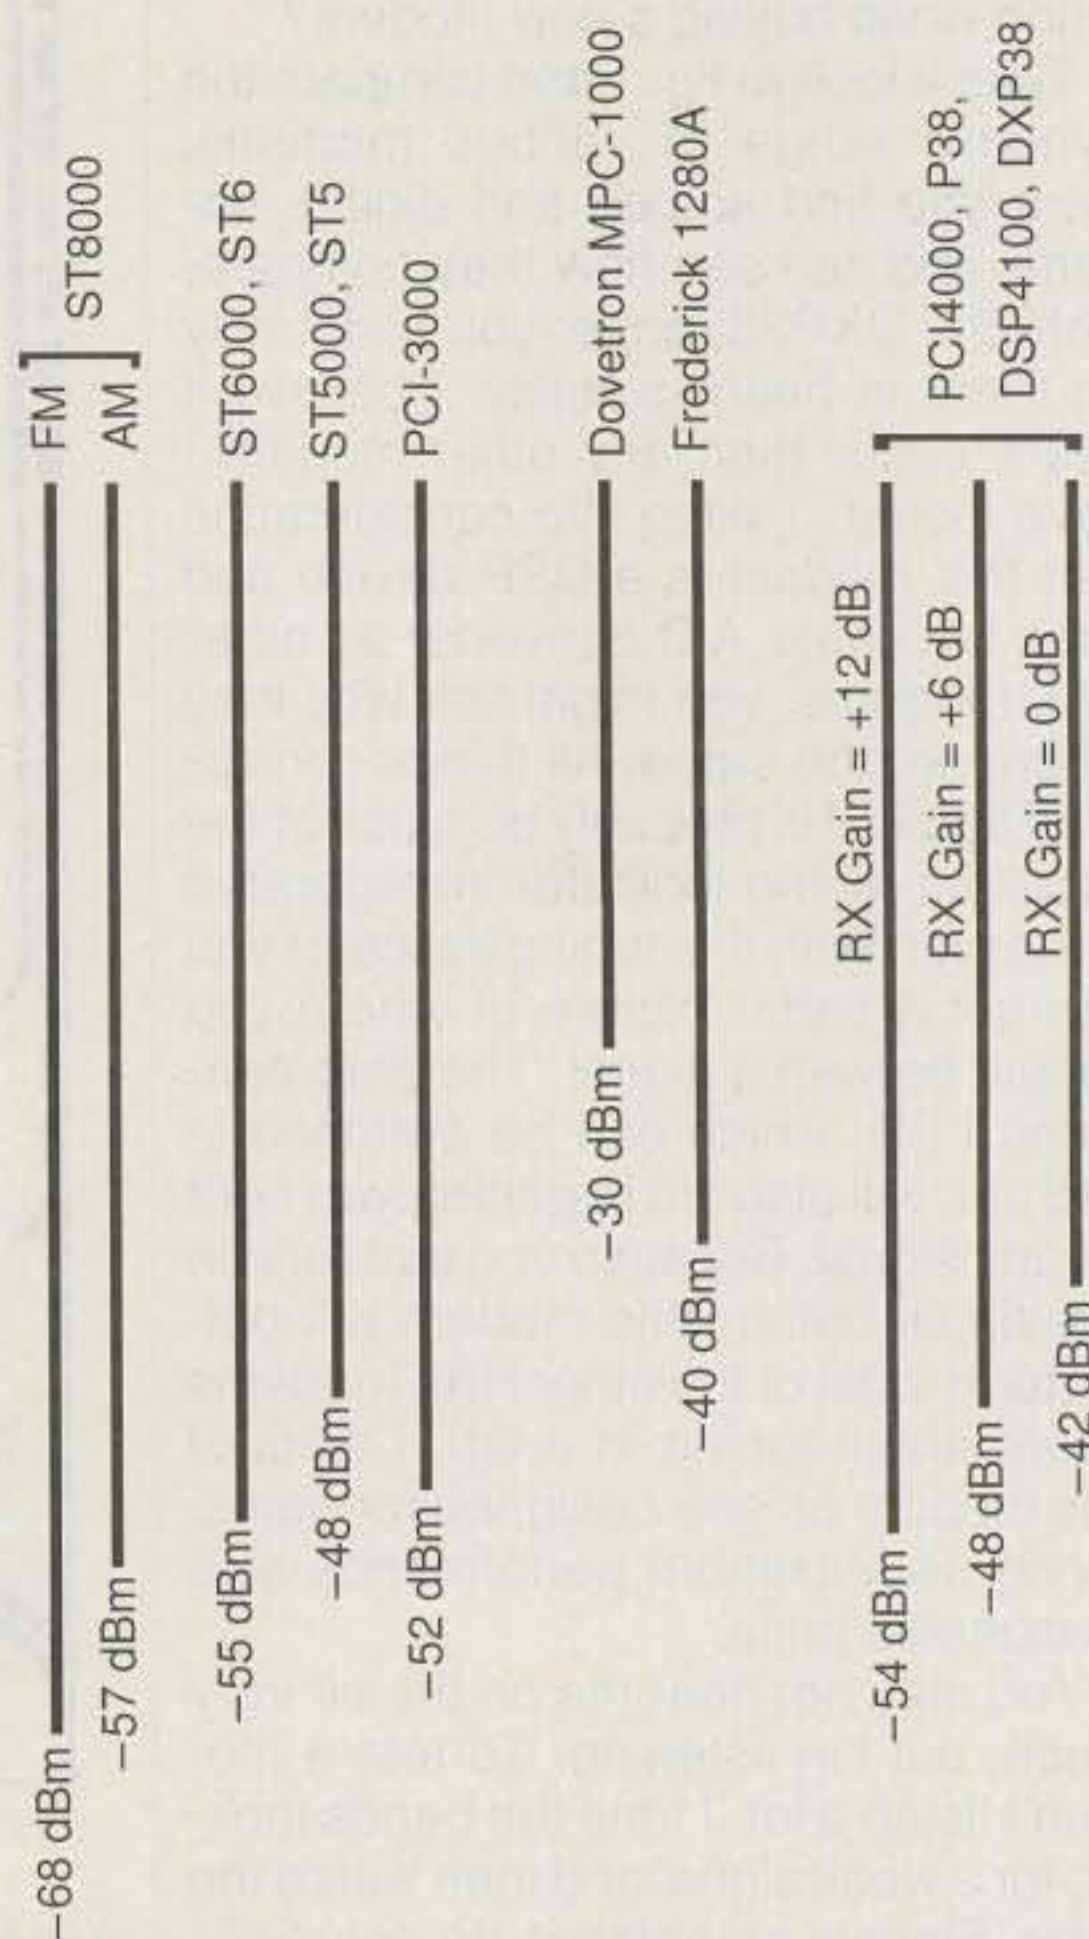 −68 dBm FM
−57 dBm AM
ST8000
−55 dBm ST6000, ST6
−48 dBm ST5000, ST5
−52 dBm PCI-3000
−30 dBm Dovetron MPC-1000
−40 dBm Frederick 1280A
RX Gain = +12 dB
−54 dBm
RX Gain = +6 dB
−48 dBm
RX Gain = 0 dB
−42 dBm
PCI4000, P38,
DSP4100, DXP38